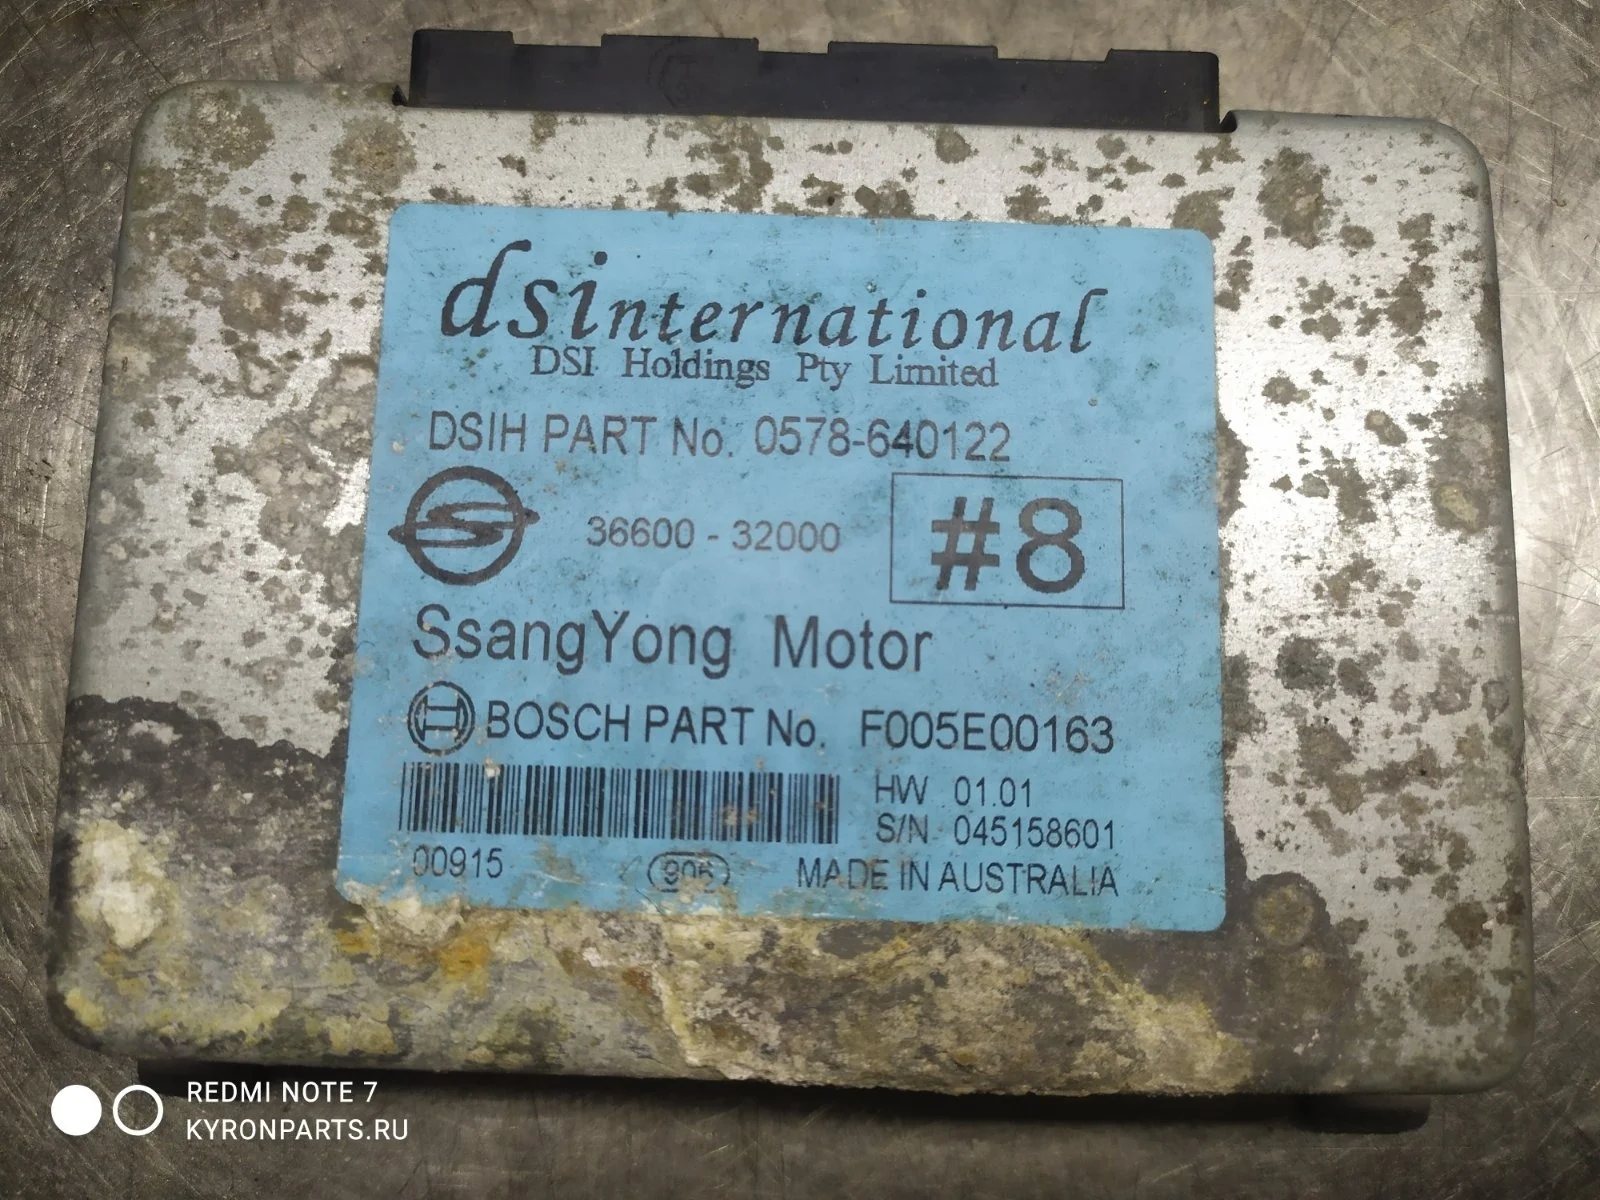 dsinternational
DSI Holdings Pty Limited
DSIH PART No. 0578-640122
36600 - 32000
#8
SsangYong Motor
BOSCH PART No. F005E00163
HW 01.01
S/N 045158601
00915
906
MADE IN AUSTRALIA
REDMI NOTE 7
KYRONPARTS.RU